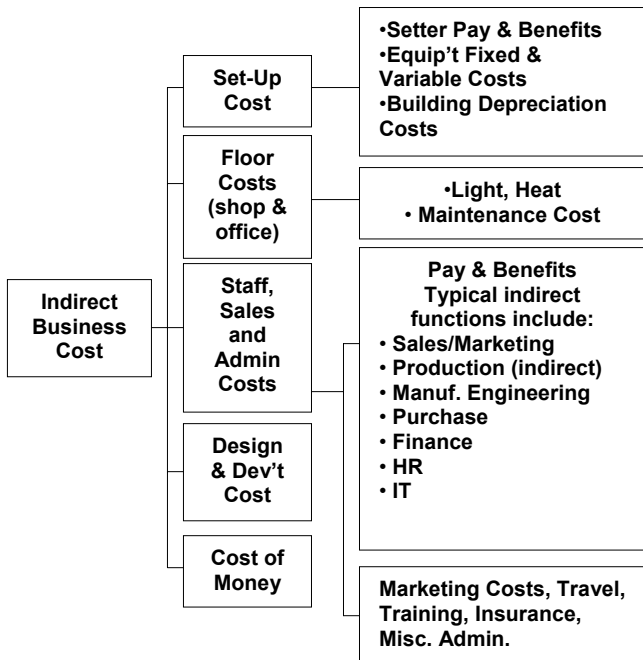 Indirect
Business
Cost
Set-Up
Cost
•Setter Pay & Benefits
•Equip’t Fixed &
Variable Costs
•Building Depreciation
Costs
Floor
Costs
(shop &
office)
•Light, Heat
• Maintenance Cost
Staff,
Sales
and
Admin
Costs
Pay & Benefits
Typical indirect
functions include:
• Sales/Marketing
• Production (indirect)
• Manuf. Engineering
• Purchase
• Finance
• HR
• IT
Marketing Costs, Travel,
Training, Insurance,
Misc. Admin.
Design
& Dev’t
Cost
Cost of
Money